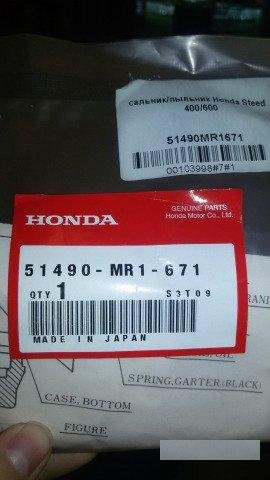 сальник/пыльник Honda Steed
400/600
51490MR1671
00103998#7#1
HONDA
GENUINE PARTS
Honda Motor Co., Ltd.
51490-MR1-671
QTY 1
S3T09
MADE IN JAPAN
OIL
SPRING, GARTER (BLACK)
CASE, BOTTOM
FIGURE